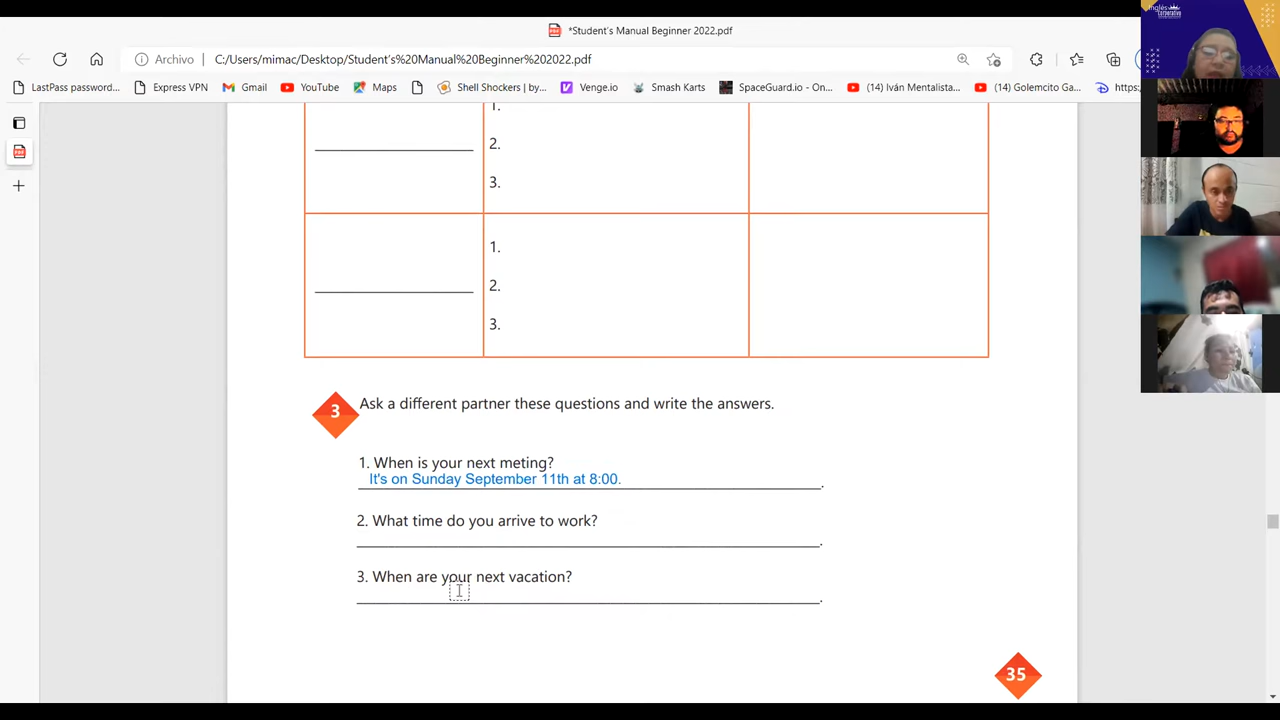 *Student's Manual Beginner 2022.pdf
Archivo
C:/Users/mimac/Desktop/Student's%20Manual%20Beginner%202022.pdf
LastPass password...
Express VPN
Gmail
YouTube
Maps
Shell Shockers | by...
Venge.io
Smash Karts
SpaceGuard.io - On...
(14) Iván Mentalista...
(14) Golemcito Ga...
https:
Inglés
Corporativo
1.
2.
3.
1.
2.
3.
3
Ask a different partner these questions and write the answers.
1. When is your next meting?
It's on Sunday September 11th at 8:00.
2. What time do you arrive to work?
3. When are your next vacation?
35